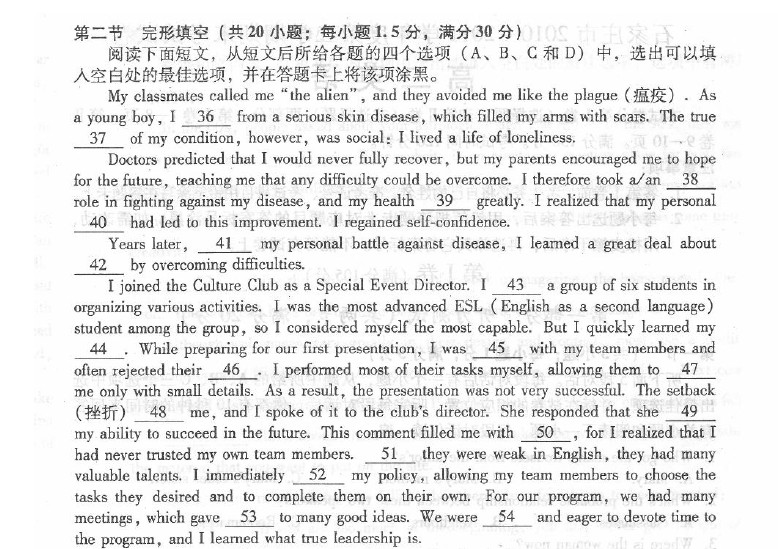 第二节 完形填空（共 20 小题；每小题 1.5 分，满分 30 分）
阅读下面短文，从短文后所给各题的四个选项（A、B、C 和 D）中，选出可以填
入空白处的最佳选项，并在答题卡上将该项涂黑。
My classmates called me "the alien", and they avoided me like the plague (瘟疫) . As
a young boy, I 36 from a serious skin disease, which filled my arms with scars. The true
37 of my condition, however, was social: I lived a life of loneliness.
Doctors predicted that I would never fully recover, but my parents encouraged me to hope
for the future, teaching me that any difficulty could be overcome. I therefore took a/an 38
role in fighting against my disease, and my health 39 greatly. I realized that my personal
40 had led to this improvement. I regained self-confidence.
Years later, 41 my personal battle against disease, I learned a great deal about
42 by overcoming difficulties.
I joined the Culture Club as a Special Event Director. I 43 a group of six students in
organizing various activities. I was the most advanced ESL (English as a second language)
student among the group, so I considered myself the most capable. But I quickly learned my
44 . While preparing for our first presentation, I was 45 with my team members and
often rejected their 46 . I performed most of their tasks myself, allowing them to 47
me only with small details. As a result, the presentation was not very successful. The setback
(挫折) 48 me, and I spoke of it to the club's director. She responded that she 49
my ability to succeed in the future. This comment filled me with 50 , for I realized that I
had never trusted my own team members. 51 they were weak in English, they had many
valuable talents. I immediately 52 my policy, allowing my team members to choose the
tasks they desired and to complete them on their own. For our program, we had many
meetings, which gave 53 to many good ideas. We were 54 and eager to devote time to
the program, and I learned what true leadership is.